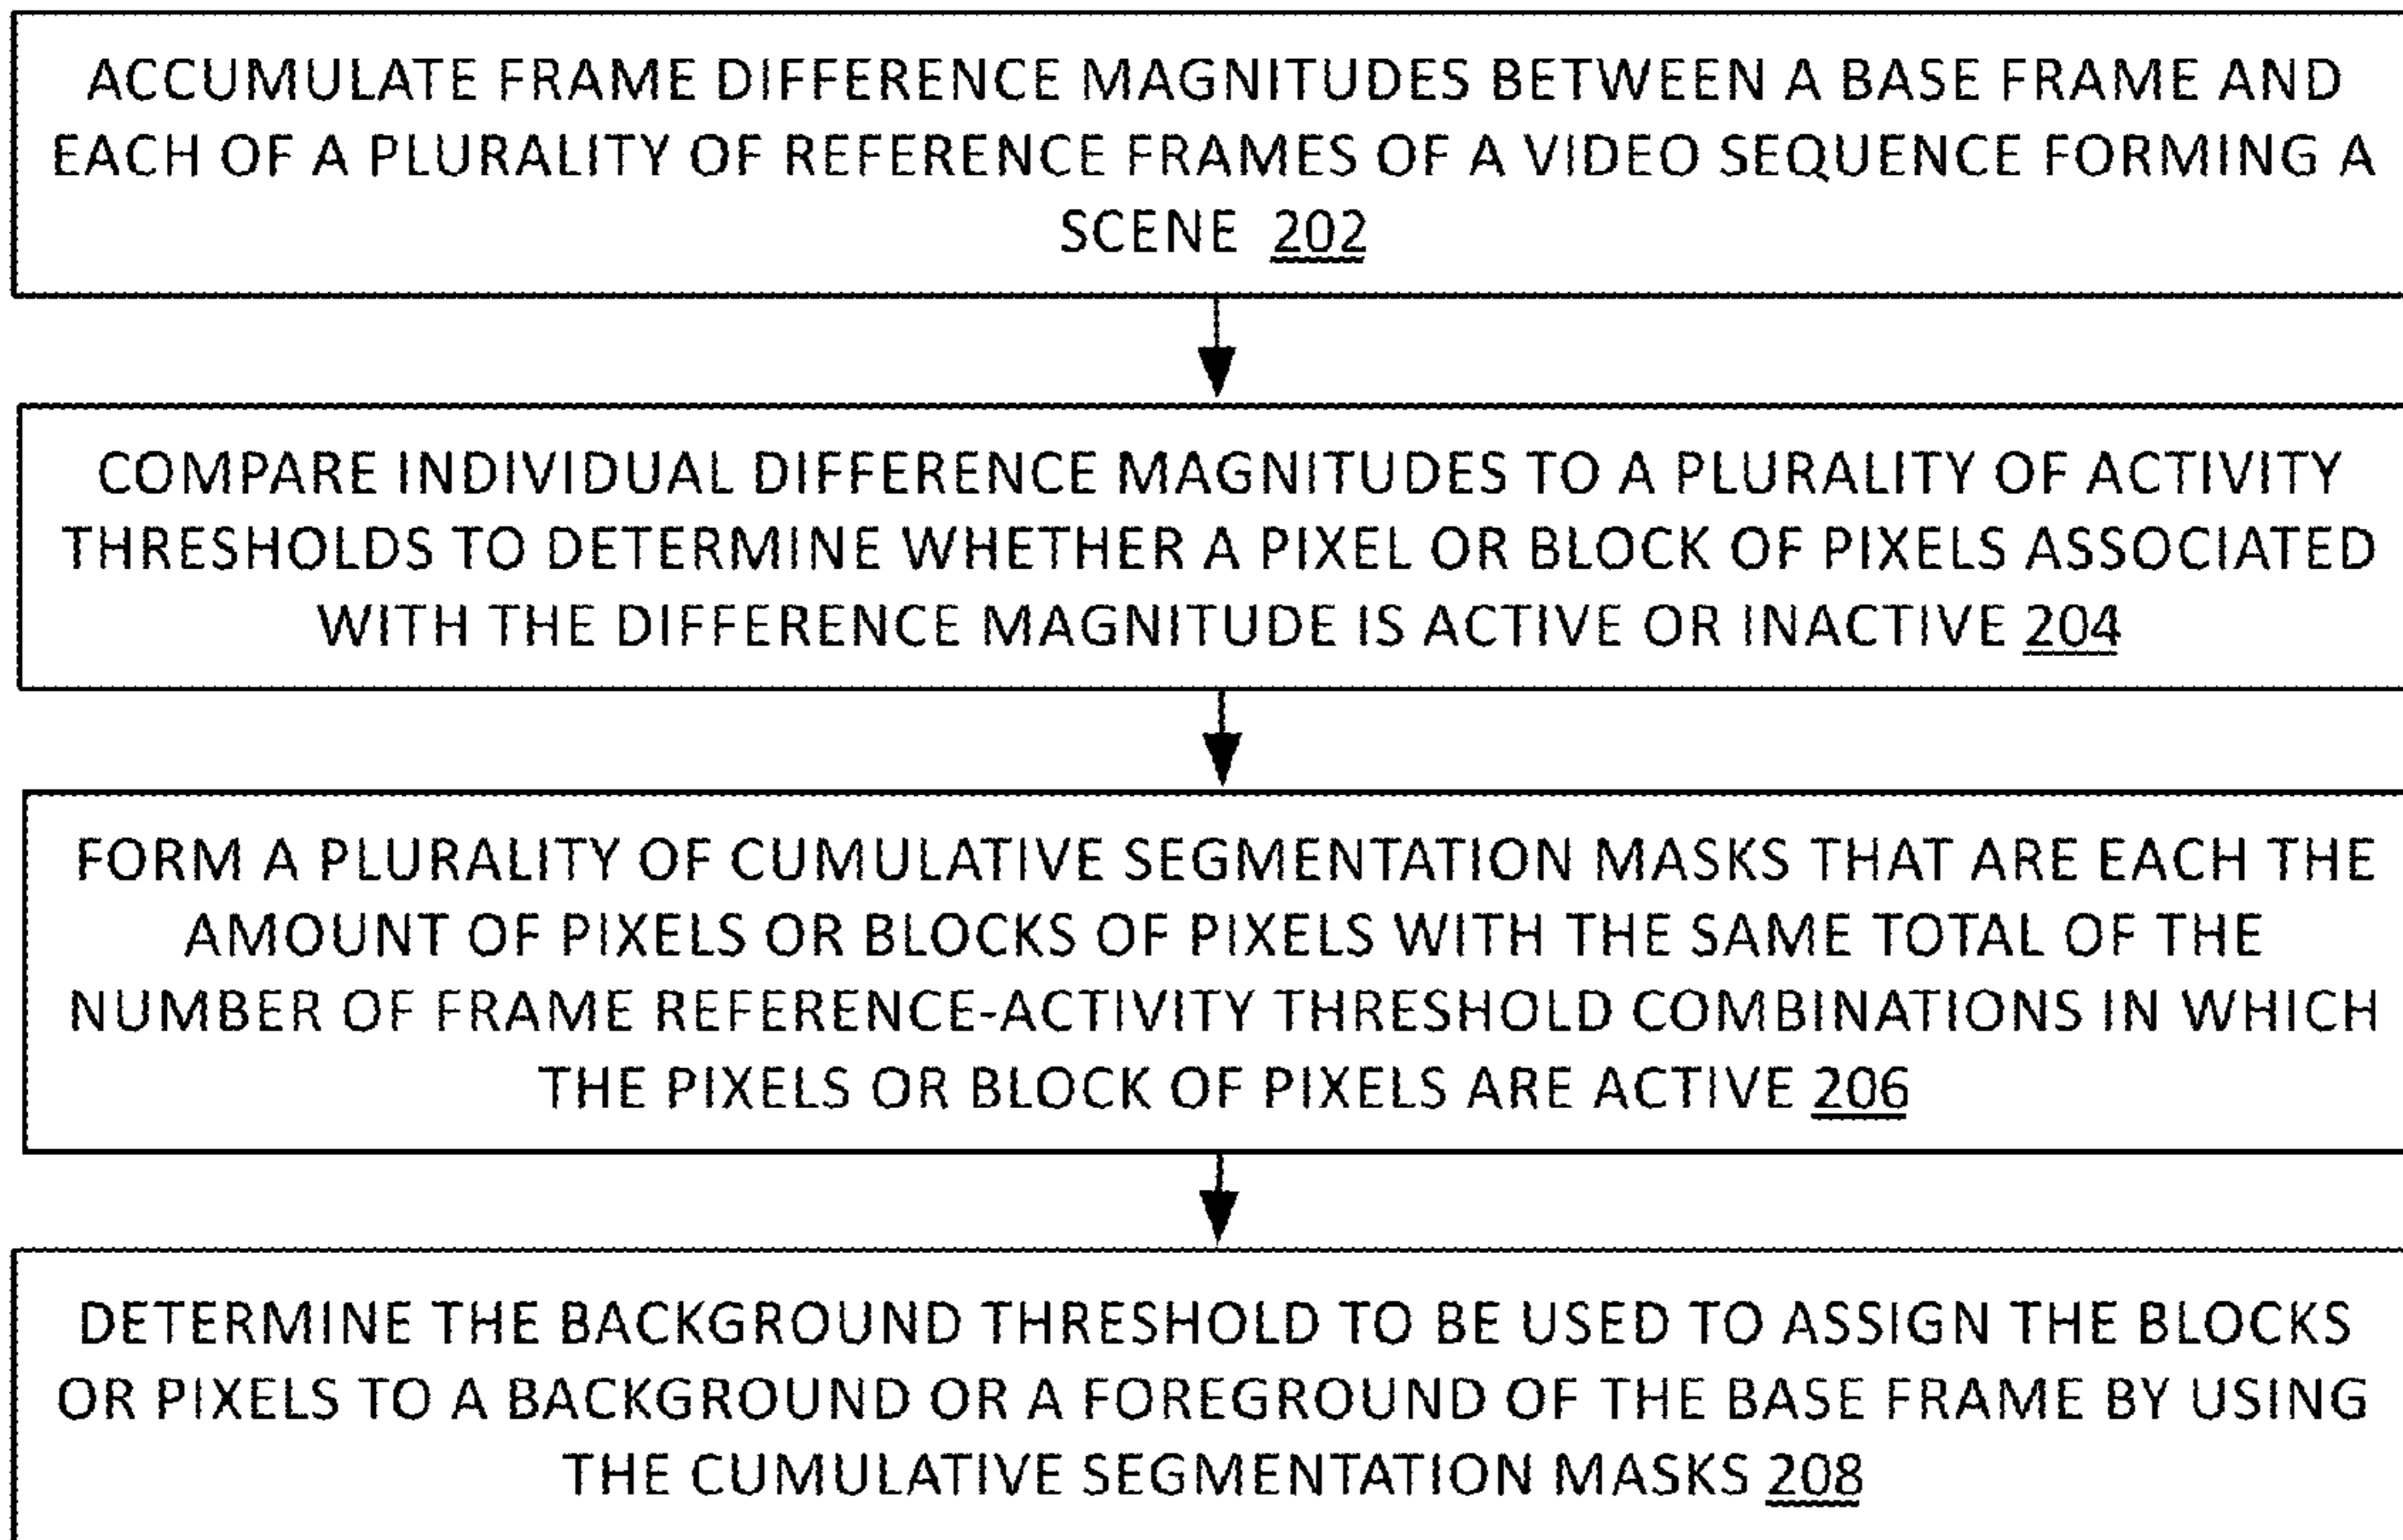 ACCUMULATE FRAME DIFFERENCE MAGNITUDES BETWEEN A BASE FRAME AND
EACH OF A PLURALITY OF REFERENCE FRAMES OF A VIDEO SEQUENCE FORMING A
SCENE 202
COMPARE INDIVIDUAL DIFFERENCE MAGNITUDES TO A PLURALITY OF ACTIVITY
THRESHOLDS TO DETERMINE WHETHER A PIXEL OR BLOCK OF PIXELS ASSOCIATED
WITH THE DIFFERENCE MAGNITUDE IS ACTIVE OR INACTIVE 204
FORM A PLURALITY OF CUMULATIVE SEGMENTATION MASKS THAT ARE EACH THE
AMOUNT OF PIXELS OR BLOCKS OF PIXELS WITH THE SAME TOTAL OF THE
NUMBER OF FRAME REFERENCE-ACTIVITY THRESHOLD COMBINATIONS IN WHICH
THE PIXELS OR BLOCK OF PIXELS ARE ACTIVE 206
DETERMINE THE BACKGROUND THRESHOLD TO BE USED TO ASSIGN THE BLOCKS
OR PIXELS TO A BACKGROUND OR A FOREGROUND OF THE BASE FRAME BY USING
THE CUMULATIVE SEGMENTATION MASKS 208